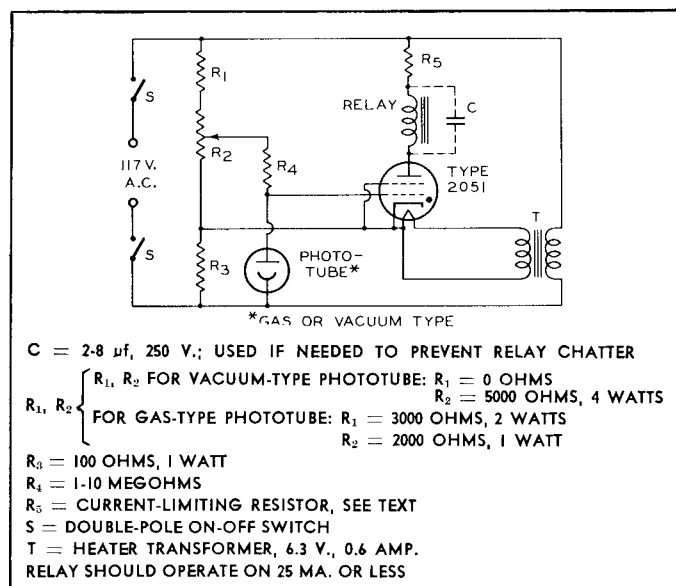 R₁
R₅
S
RELAY
C
R₂
R₄
117 V.
A.C.
TYPE
2051
T
S
R₃
PHOTO-
TUBE*
*GAS OR VACUUM TYPE
C = 2-8 µf, 250 V.; USED IF NEEDED TO PREVENT RELAY CHATTER
R₁, R₂ FOR VACUUM-TYPE PHOTOTUBE: R₁ = 0 OHMS
R₂ = 5000 OHMS, 4 WATTS
R₁, R₂
FOR GAS-TYPE PHOTOTUBE: R₁ = 3000 OHMS, 2 WATTS
R₂ = 2000 OHMS, 1 WATT
R₃ = 100 OHMS, 1 WATT
R₄ = 1-10 MEGOHMS
R₅ = CURRENT-LIMITING RESISTOR, SEE TEXT
S = DOUBLE-POLE ON-OFF SWITCH
T = HEATER TRANSFORMER, 6.3 V., 0.6 AMP.
RELAY SHOULD OPERATE ON 25 MA. OR LESS